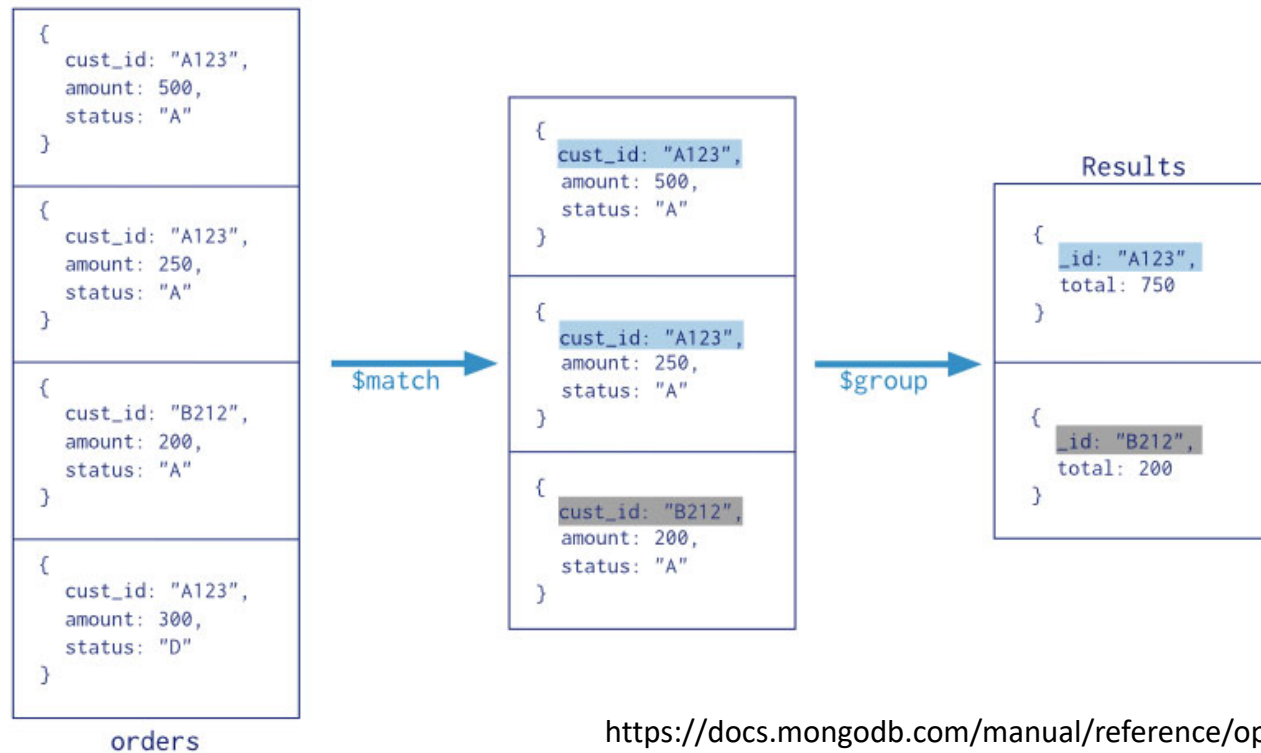 {
cust_id: "A123",
amount: 500,
status: "A"
}
{
cust_id: "A123",
amount: 250,
status: "A"
}
{
cust_id: "B212",
amount: 200,
status: "A"
}
{
cust_id: "A123",
amount: 300,
status: "D"
}
orders
$match
{
cust_id: "A123",
amount: 500,
status: "A"
}
{
cust_id: "A123",
amount: 250,
status: "A"
}
{
cust_id: "B212",
amount: 200,
status: "A"
}
$group
Results
{
_id: "A123",
total: 750
}
{
_id: "B212",
total: 200
}
https://docs.mongodb.com/manual/reference/op